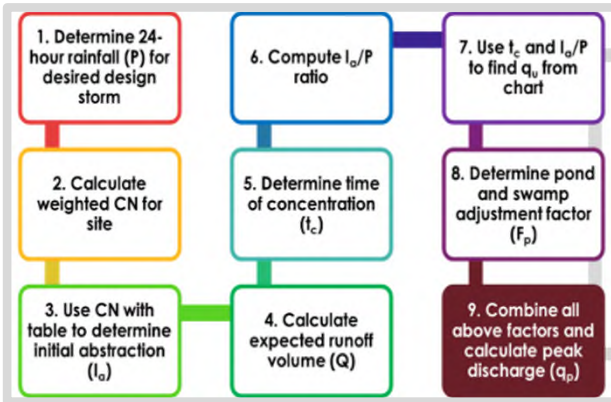 1. Determine 24-
hour rainfall (P) for
desired design
storm
2. Calculate
weighted CN for
site
3. Use CN with
table to determine
initial abstraction
(Iₐ)
4. Calculate
expected runoff
volume (Q)
5. Determine time
of concentration
(t꜀)
6. Compute Iₐ/P
ratio
7. Use t꜀ and Iₐ/P
to find qᵤ from
chart
8. Determine pond
and swamp
adjustment factor
(Fₚ)
9. Combine all
above factors and
calculate peak
discharge (qₚ)